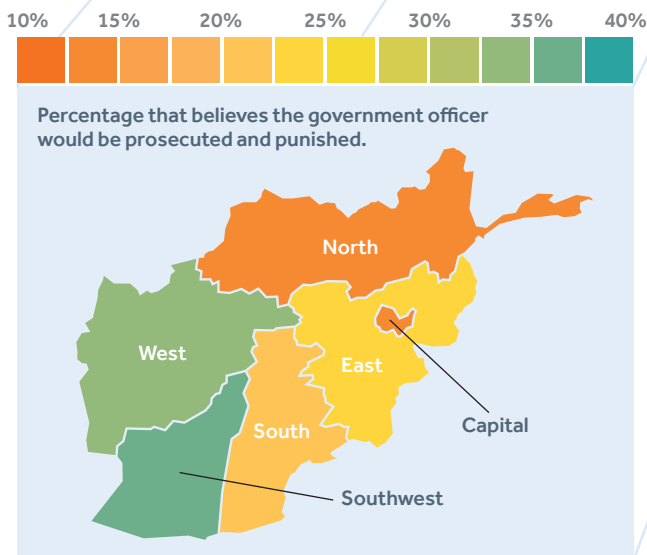 10% 15% 20% 25% 30% 35% 40%
Percentage that believes the government officer
would be prosecuted and punished.
North
West
East
Capital
South
Southwest